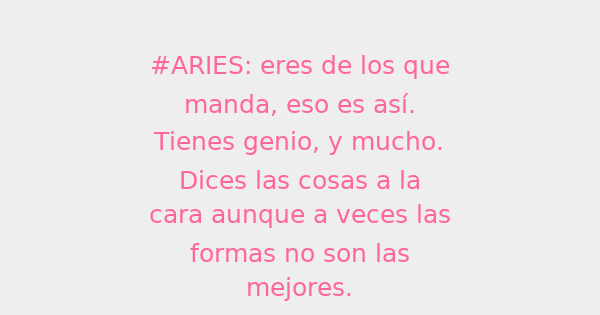 #ARIES: eres de los que
manda, eso es así.
Tienes genio, y mucho.
Dices las cosas a la
cara aunque a veces las
formas no son las
mejores.